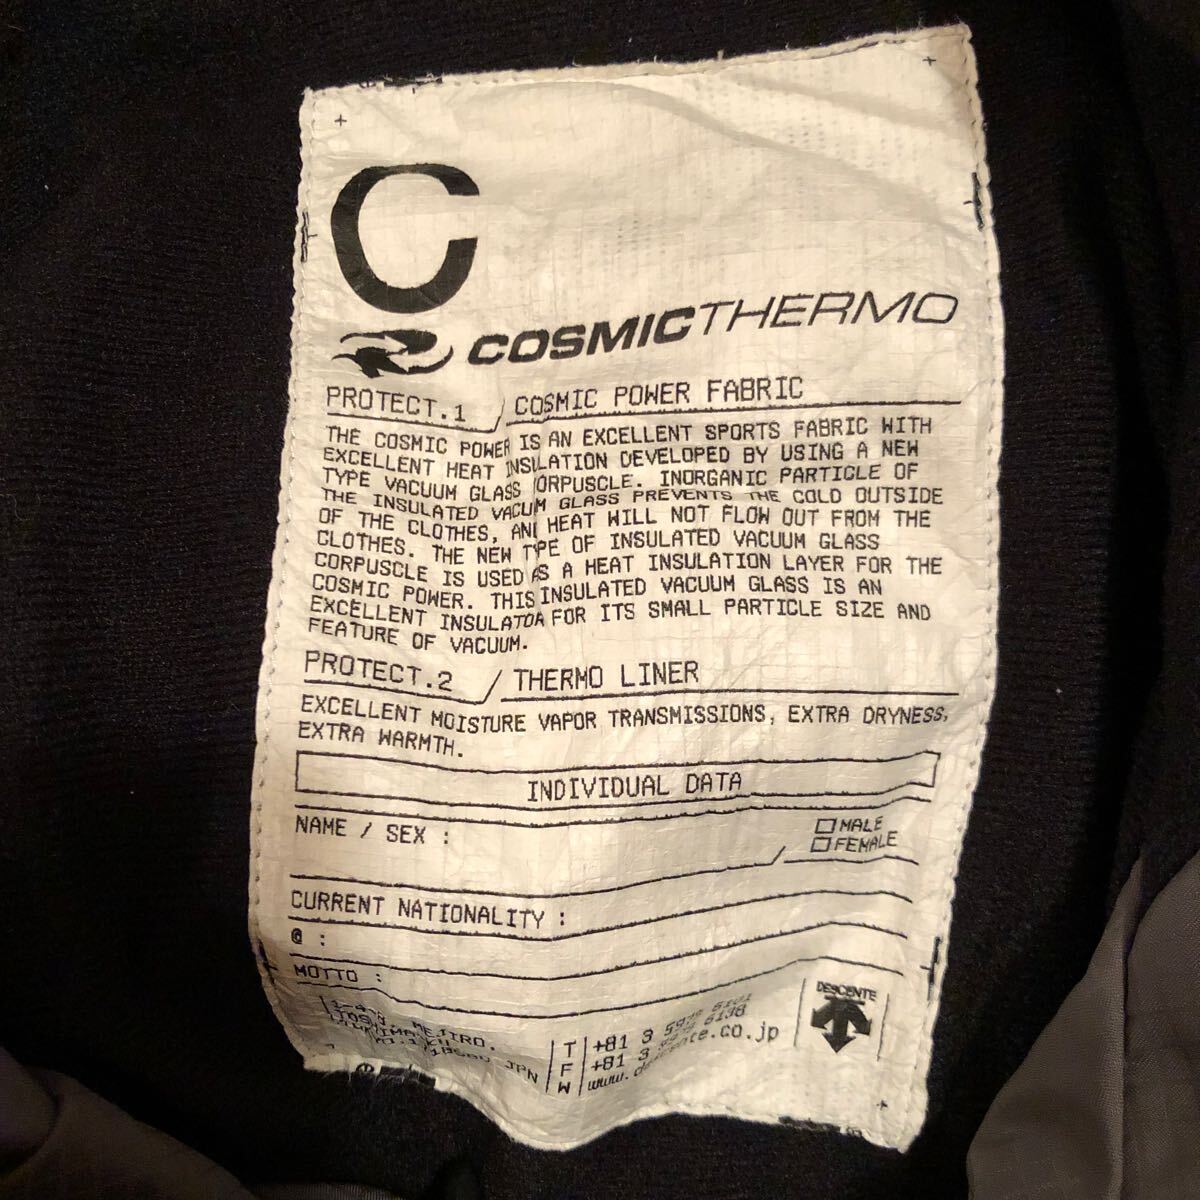 C
COSMICTHERMO
PROTECT.1 / COSMIC POWER FABRIC
THE COSMIC POWER IS AN EXCELLENT SPORTS FABRIC WITH
EXCELLENT HEAT INSULATION DEVELOPED BY USING A NEW
TYPE VACUUM GLASS CORPUSCLE. INORGANIC PARTICLE OF
THE INSULATED VACUM GLASS PREVENTS THE COLD OUTSIDE
OF THE CLOTHES, AND HEAT WILL NOT FLOW OUT FROM THE
CLOTHES. THE NEW TYPE OF INSULATED VACUUM GLASS
CORPUSCLE IS USED AS A HEAT INSULATION LAYER FOR THE
COSMIC POWER. THIS INSULATED VACUUM GLASS IS AN
EXCELLENT INSULATOR FOR ITS SMALL PARTICLE SIZE AND
FEATURE OF VACUUM.
PROTECT.2 / THERMO LINER
EXCELLENT MOISTURE VAPOR TRANSMISSIONS, EXTRA DRYNESS,
EXTRA WARMTH.
INDIVIDUAL DATA
NAME / SEX :
□MALE
□FEMALE
CURRENT NATIONALITY :
@ :
MOTTO :
MEJIRO,
JPN
T +81 3
F +81 3 6138
W www.descente.co.jp
DESCENTE